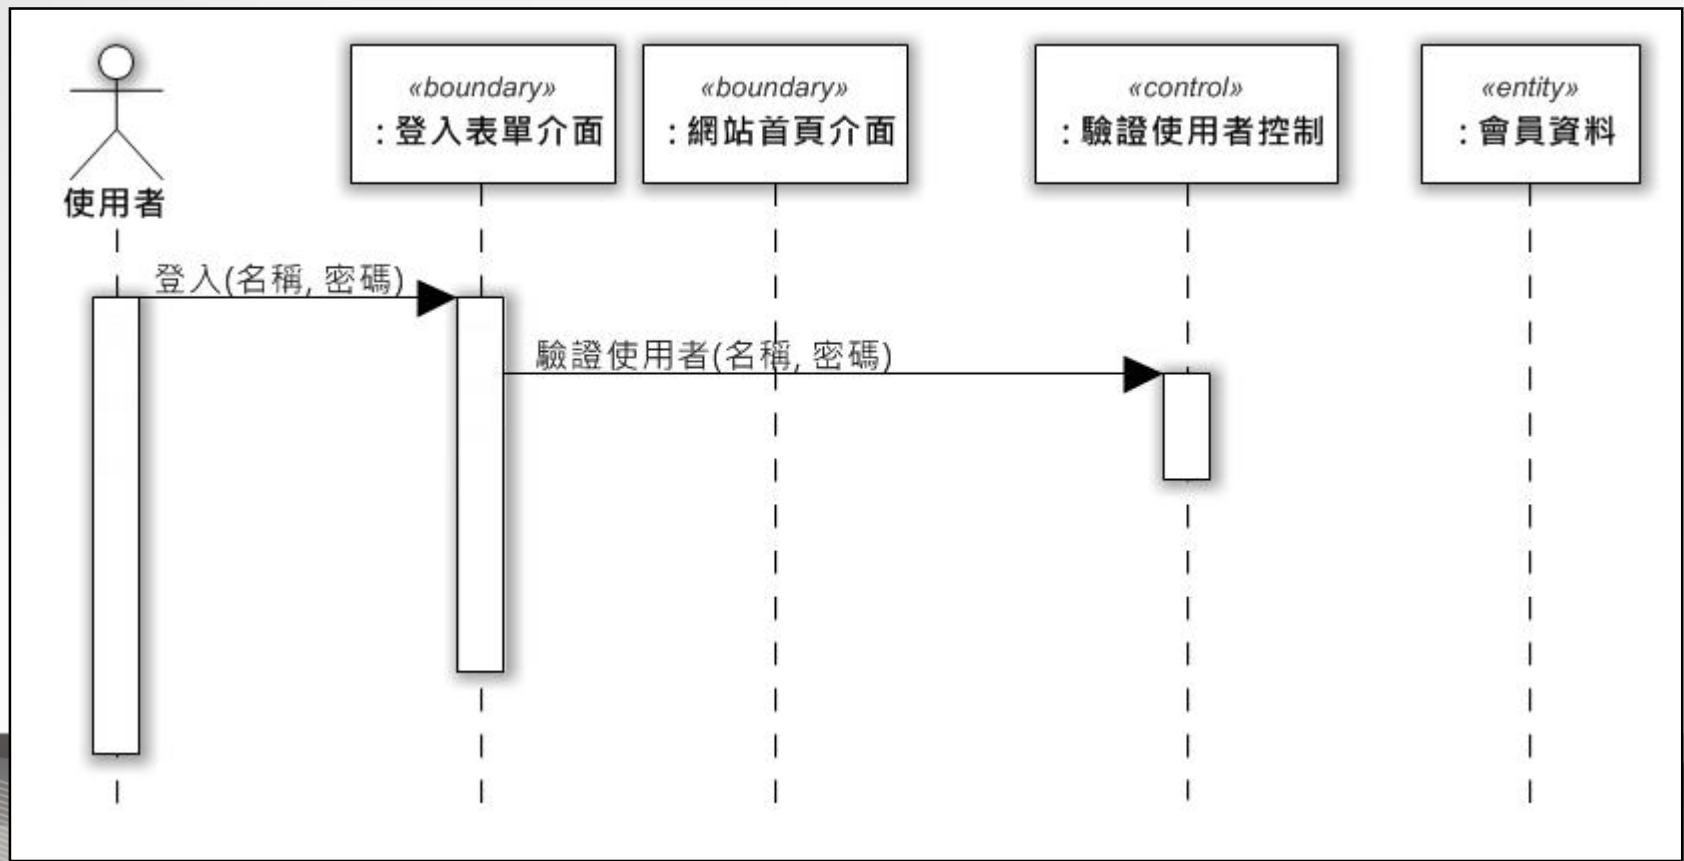 «boundary»
: 登入表單介面
«boundary»
: 網站首頁介面
«control»
: 驗證使用者控制
«entity»
: 會員資料
使用者
登入(名稱, 密碼)
驗證使用者(名稱, 密碼)